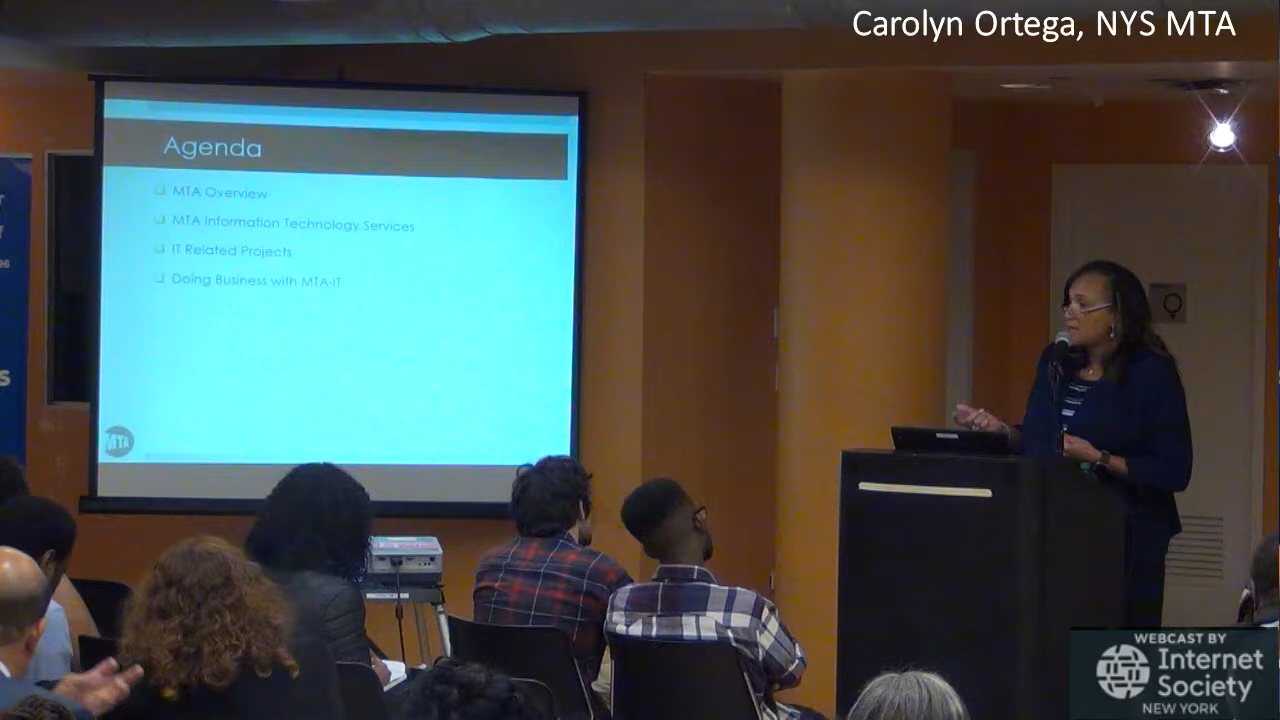 Carolyn Ortega, NYS MTA
Agenda
MTA Overview
MTA Information Technology Services
IT Related Projects
Doing Business with MTA-IT
MTA
WEBCAST BY
Internet
Society
NEW YORK